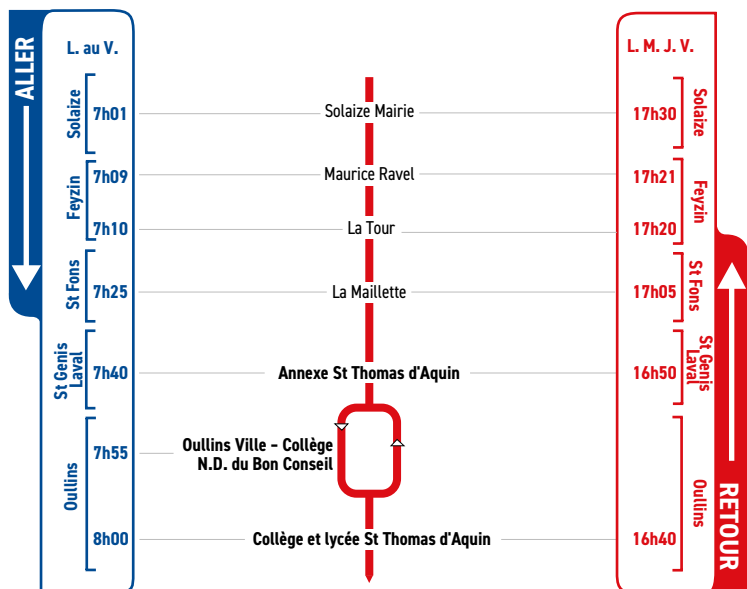 ALLER
L. au V.
L. M. J. V.
Solaize
7h01
Solaize Mairie
17h30
Solaize
Feyzin
7h09
Maurice Ravel
17h21
Feyzin
7h10
La Tour
17h20
St Fons
7h25
La Maillette
17h05
St Fons
St Genis
Laval
7h40
Annexe St Thomas d'Aquin
16h50
St Genis
Laval
Oullins
7h55
Oullins Ville - Collège
N.D. du Bon Conseil
Oullins
8h00
Collège et lycée St Thomas d'Aquin
16h40
RETOUR